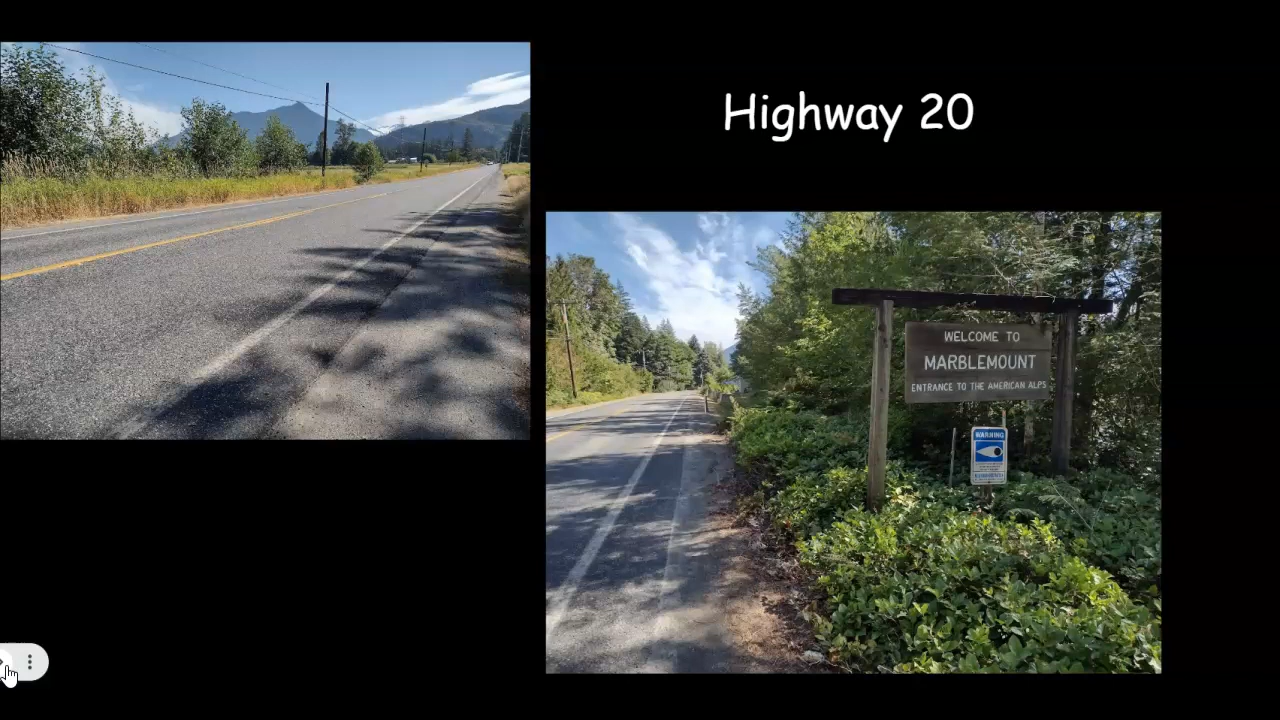 Highway 20
WELCOME TO
MARBLEMOUNT
ENTRANCE TO THE AMERICAN ALPS
WARNING